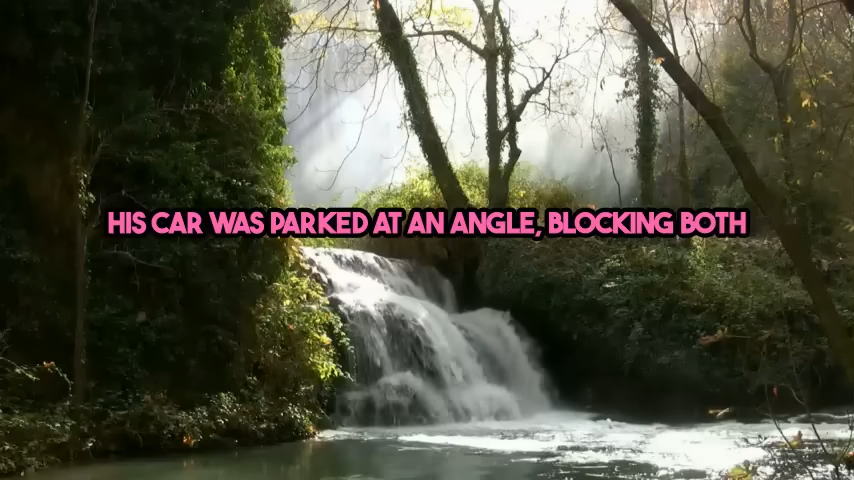 HIS CAR WAS PARKED AT AN ANGLE, BLOCKING BOTH